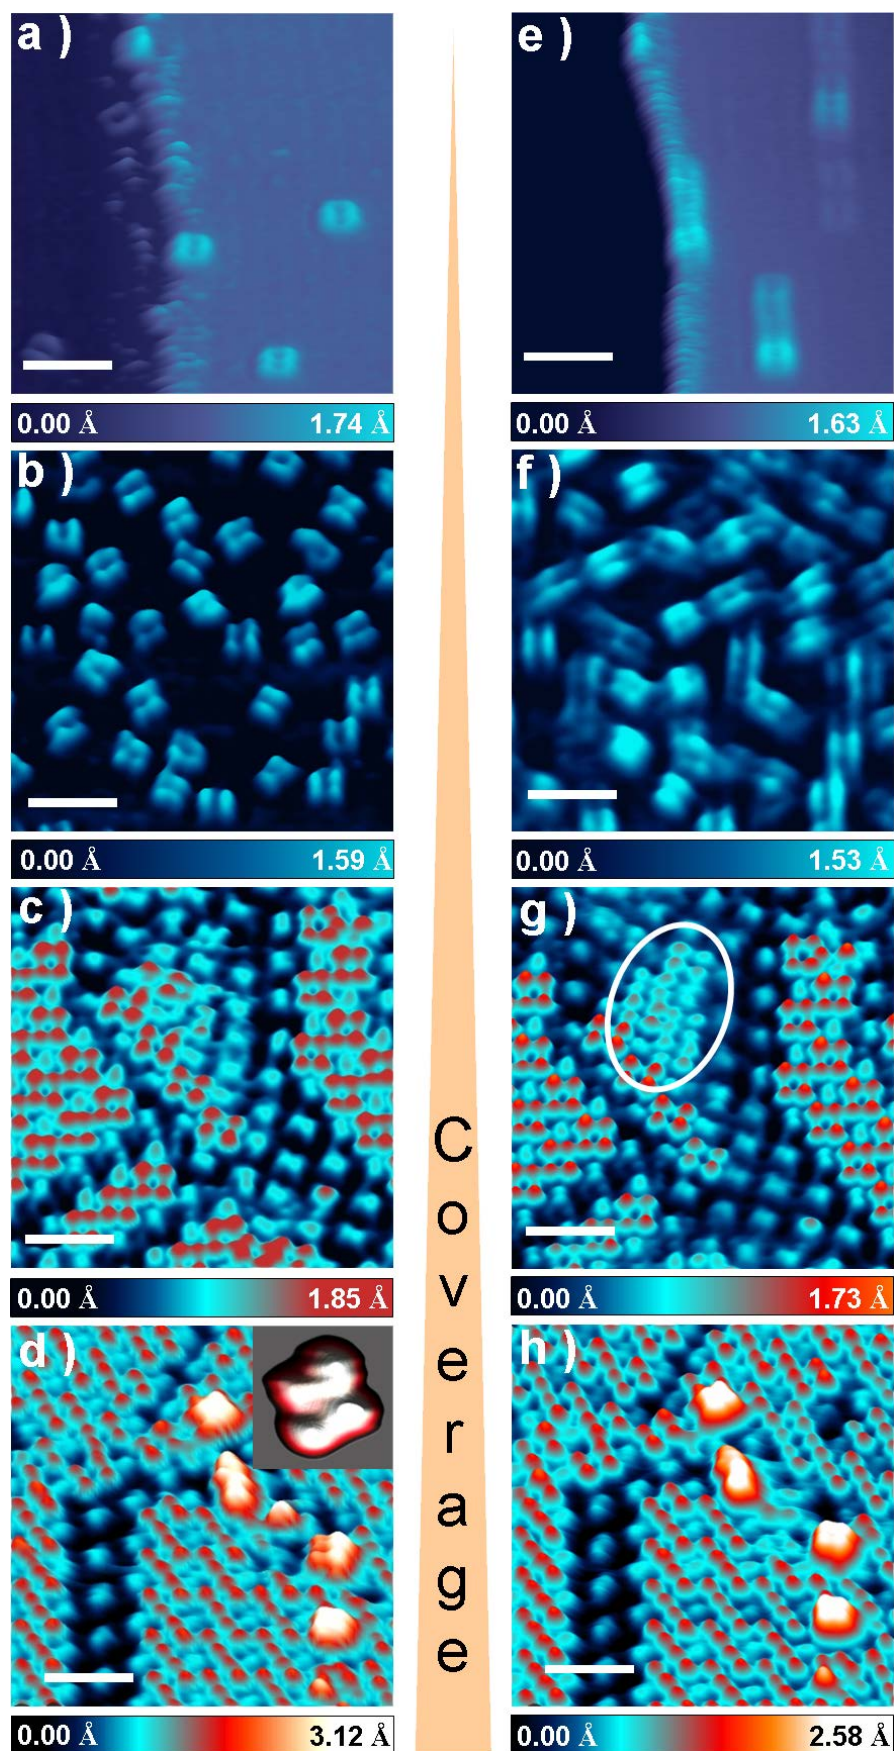 a )
e )
0.00 Å 1.74 Å
0.00 Å 1.63 Å
b )
f )
0.00 Å 1.59 Å
0.00 Å 1.53 Å
c )
g )
0.00 Å 1.85 Å
0.00 Å 1.73 Å
d )
h )
0.00 Å 3.12 Å
0.00 Å 2.58 Å
Coverage